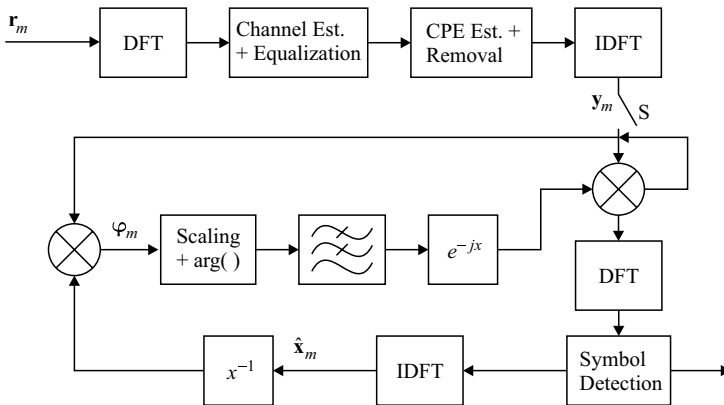 r_m
DFT
Channel Est.
+ Equalization
CPE Est. +
Removal
IDFT
y_m
S
φ_m
Scaling
+ arg( )
e^{-jx}
DFT
x^{-1}
x̂_m
IDFT
Symbol
Detection